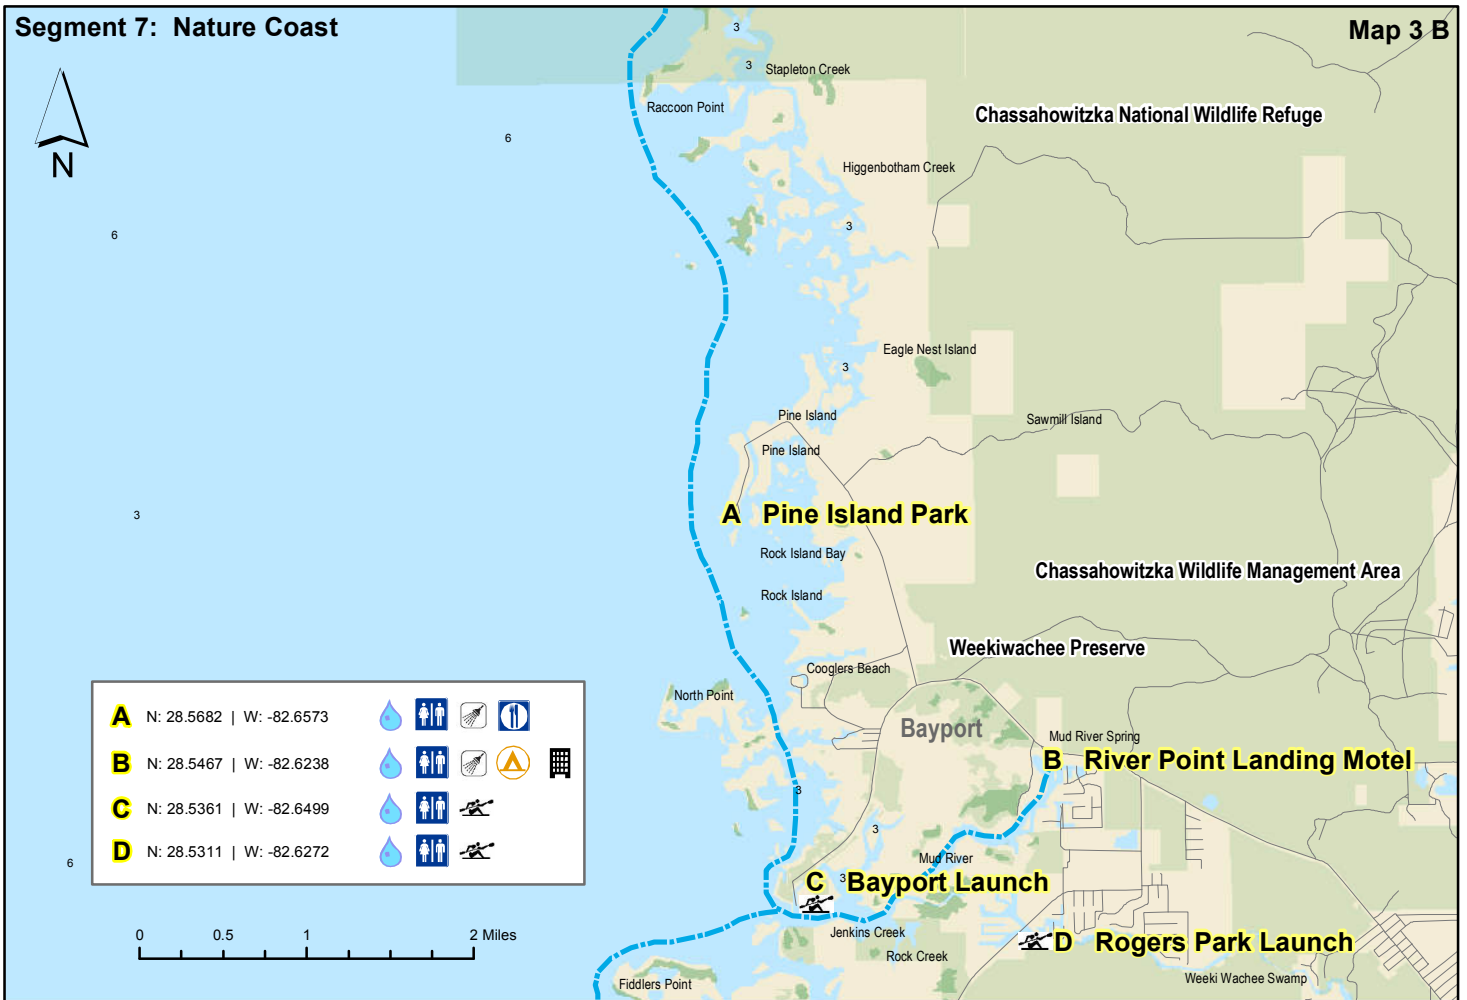 Segment 7: Nature Coast
Map 3 B
3
3
Stapleton Creek
Raccoon Point
Chassahowitzka National Wildlife Refuge
6
N
Higgenbotham Creek
3
6
Eagle Nest Island
3
Pine Island
Sawmill Island
Pine Island
3
A Pine Island Park
Rock Island Bay
Chassahowitzka Wildlife Management Area
Rock Island
Weekiwachee Preserve
Cooglers Beach
North Point
Bayport
Mud River Spring
B River Point Landing Motel
A N: 28.5682 | W: -82.6573
B N: 28.5467 | W: -82.6238
C N: 28.5361 | W: -82.6499
D N: 28.5311 | W: -82.6272
3
3
Mud River
6
3
C Bayport Launch
Jenkins Creek
D Rogers Park Launch
0 0.5 1 2 Miles
Rock Creek
Weeki Wachee Swamp
Fiddlers Point